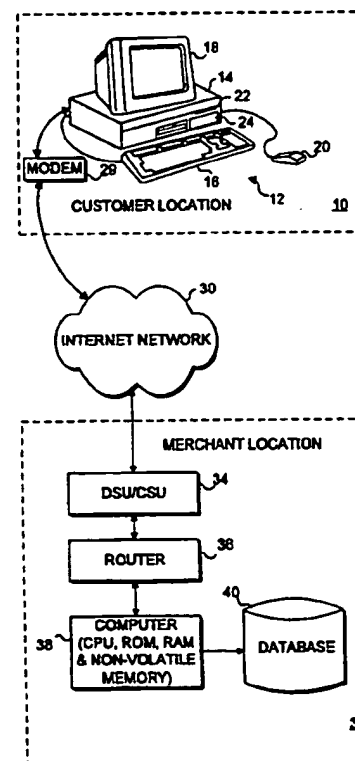 18
14
22
24
20
MODEM
29
16
12
CUSTOMER LOCATION
10
30
INTERNET NETWORK
MERCHANT LOCATION
DSU/CSU
34
ROUTER
36
COMPUTER
(CPU, ROM, RAM
& NON-VOLATILE
MEMORY)
38
40
DATABASE